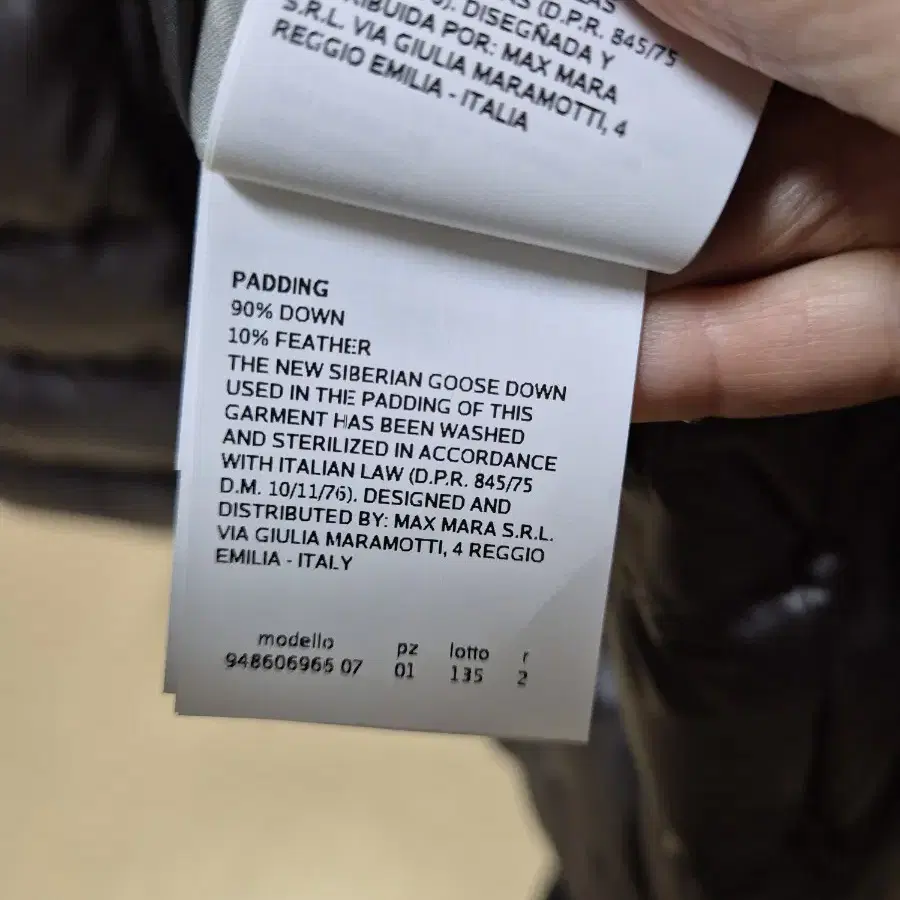 (D.P.R. 845/75
DISEGÑADA Y
POR: MAX MARA
S.R.L. VIA GIULIA MARAMOTTI, 4
REGGIO EMILIA - ITALIA
PADDING
90% DOWN
10% FEATHER
THE NEW SIBERIAN GOOSE DOWN
USED IN THE PADDING OF THIS
GARMENT HAS BEEN WASHED
AND STERILIZED IN ACCORDANCE
WITH ITALIAN LAW (D.P.R. 845/75
D.M. 10/11/76). DESIGNED AND
DISTRIBUTED BY: MAX MARA S.R.L.
VIA GIULIA MARAMOTTI, 4 REGGIO
EMILIA - ITALY
modello pz lotto r
948606966 07 01 135 2